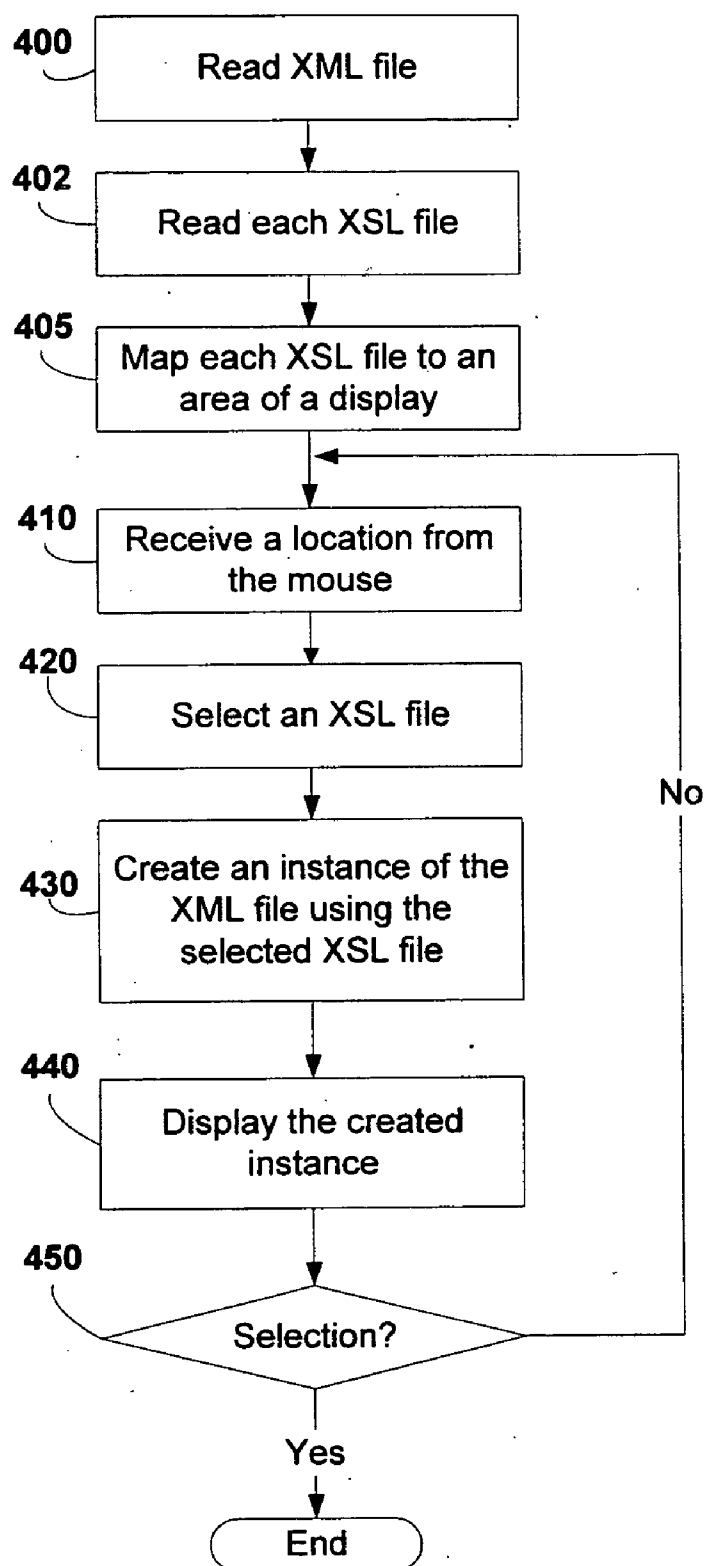 400
Read XML file
402
Read each XSL file
405
Map each XSL file to an
area of a display
410
Receive a location from
the mouse
420
Select an XSL file
No
430
Create an instance of the
XML file using the
selected XSL file
440
Display the created
instance
450
Selection?
Yes
End